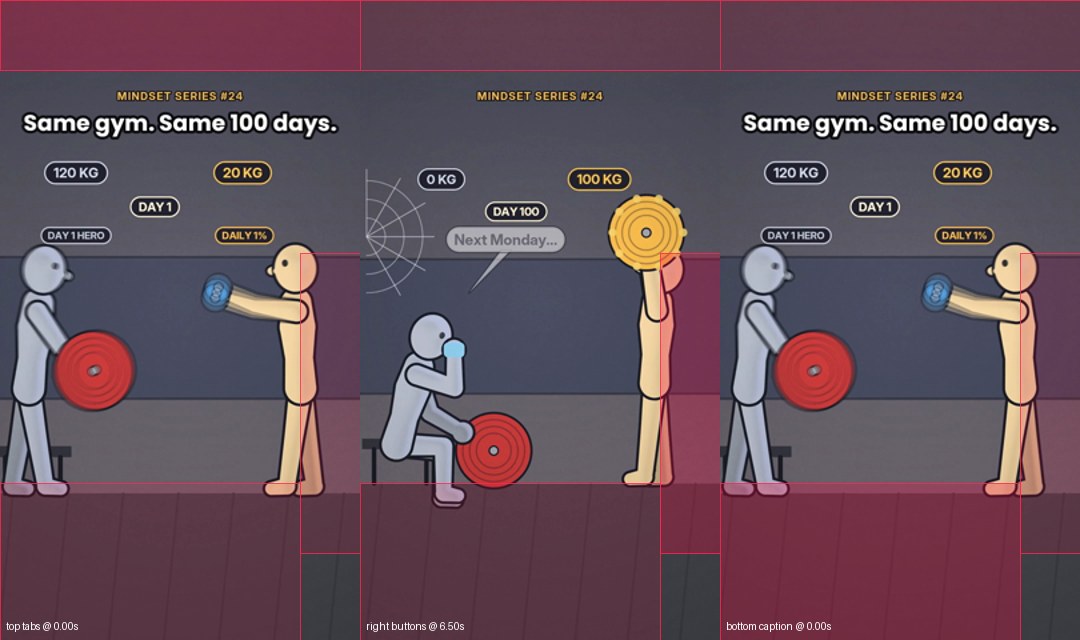 MINDSET SERIES #24
Same gym. Same 100 days.
120 KG
20 KG
DAY 1
DAY 1 HERO
DAILY 1%
top tabs @ 0.00s
MINDSET SERIES #24
0 KG
100 KG
DAY 100
Next Monday...
right buttons @ 6.50s
MINDSET SERIES #24
Same gym. Same 100 days.
120 KG
20 KG
DAY 1
DAY 1 HERO
DAILY 1%
bottom caption @ 0.00s